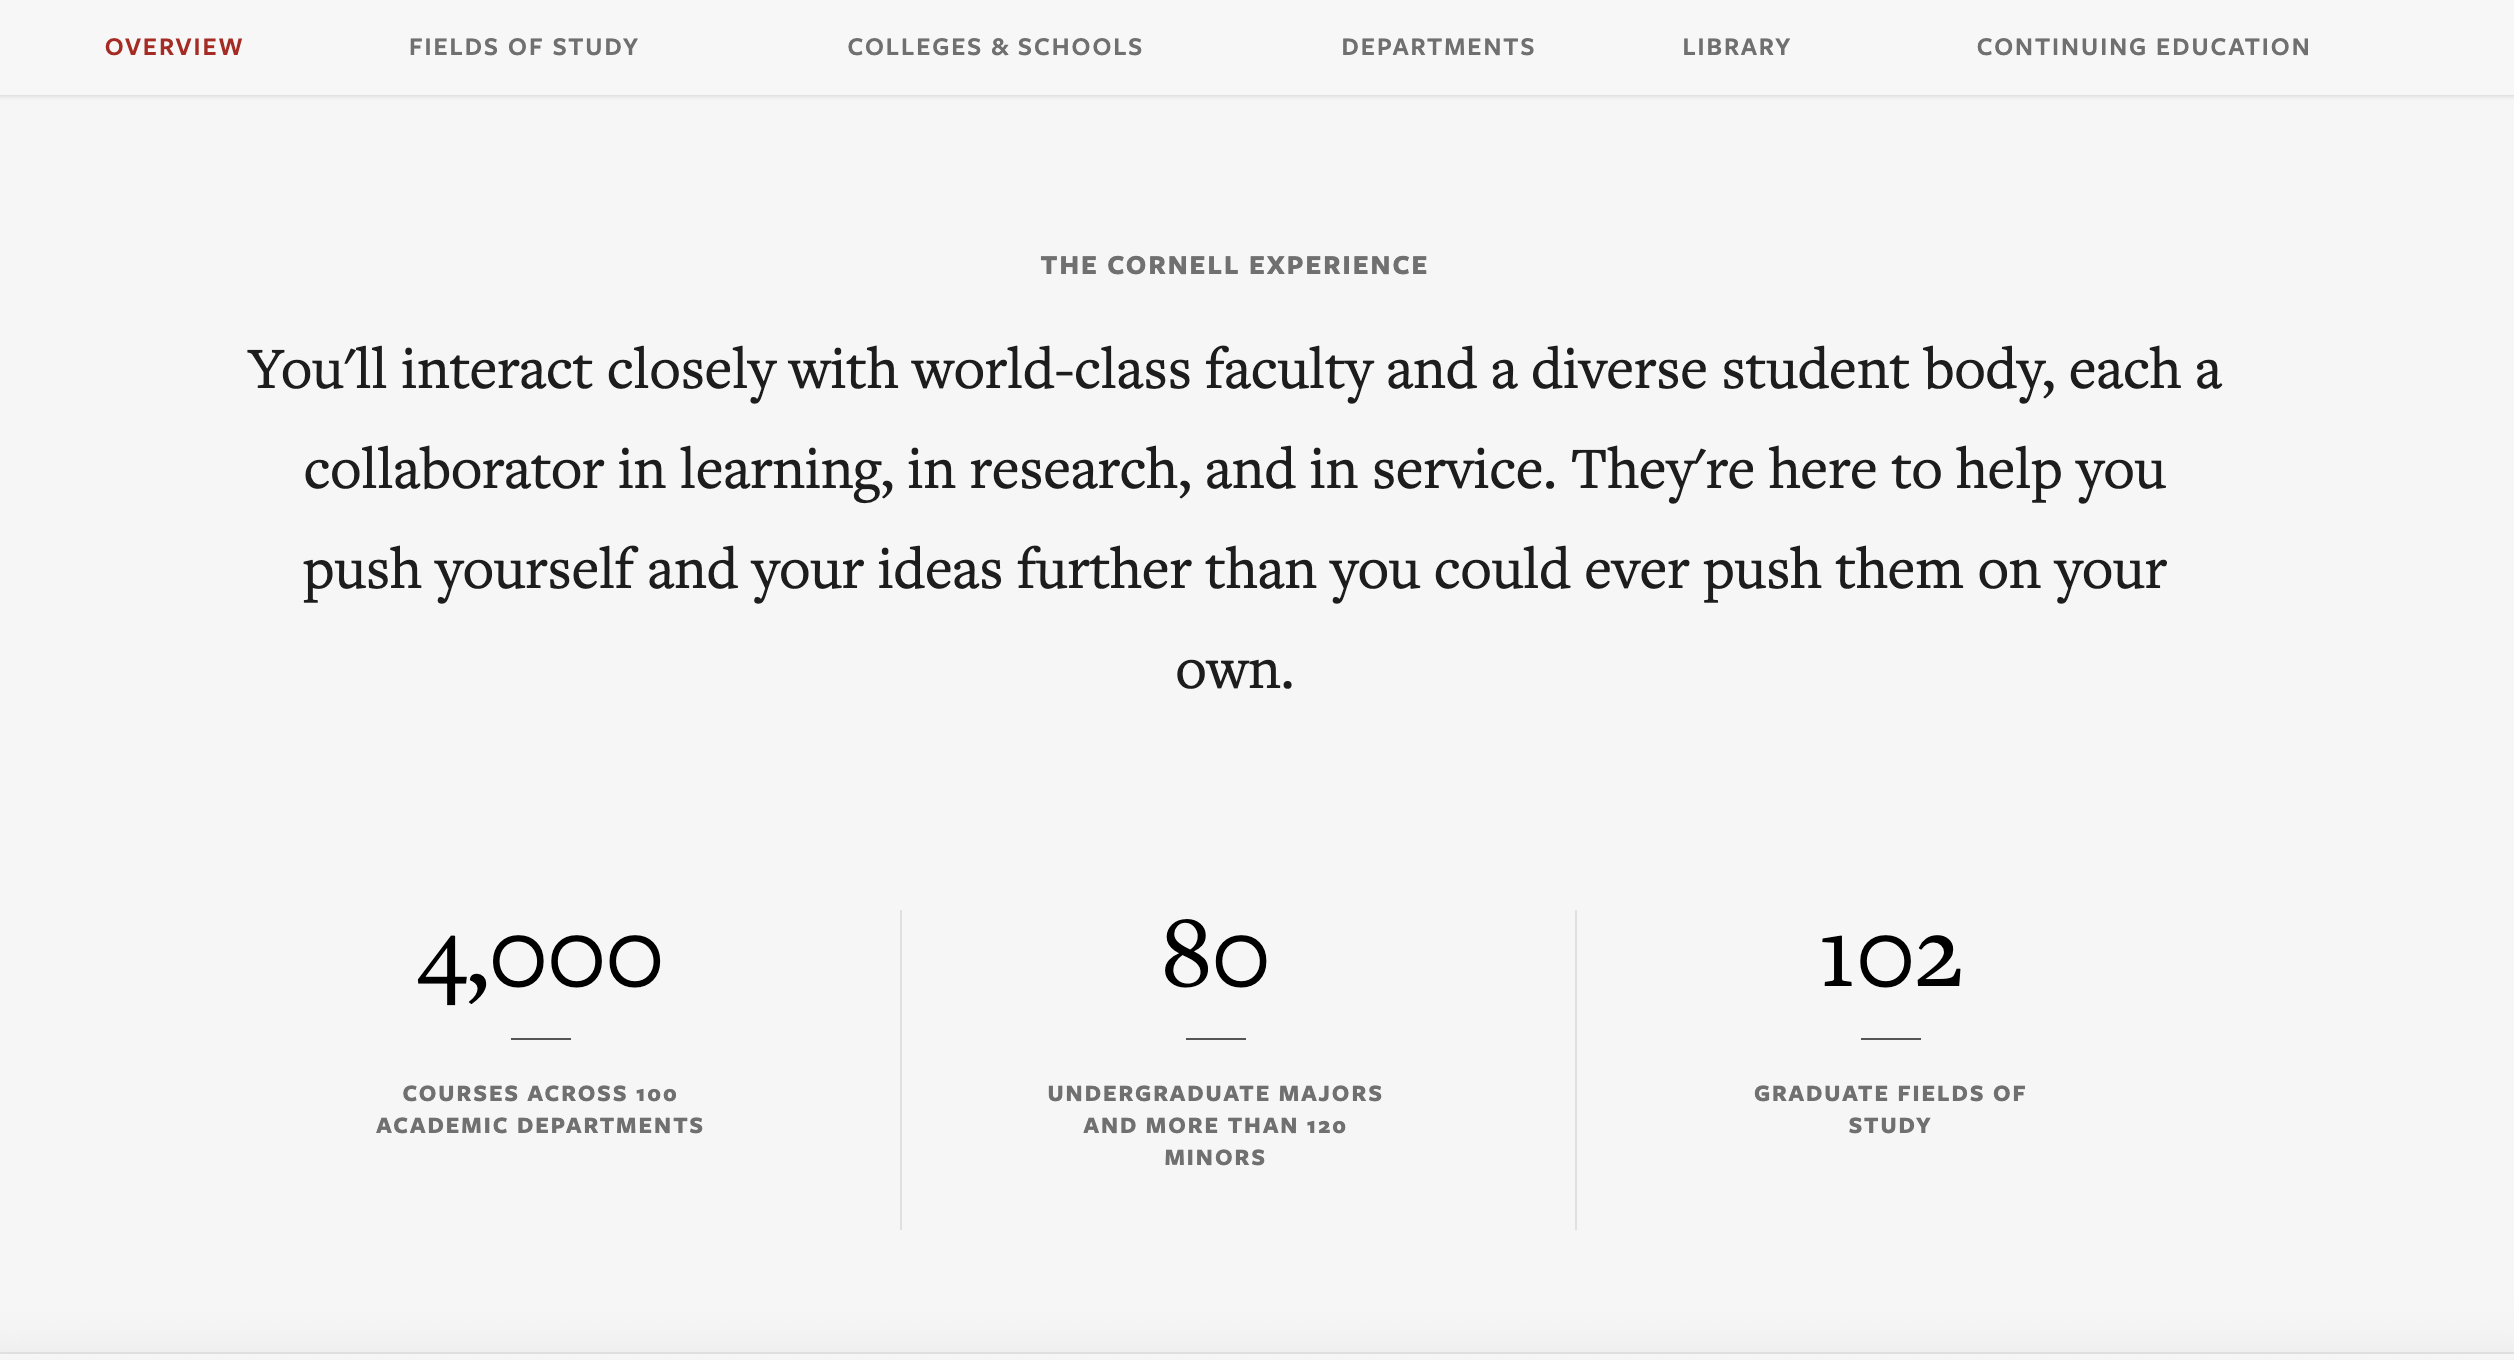 OVERVIEW FIELDS OF STUDY COLLEGES & SCHOOLS DEPARTMENTS LIBRARY CONTINUING EDUCATION
THE CORNELL EXPERIENCE
You'll interact closely with world-class faculty and a diverse student body, each a
collaborator in learning, in research, and in service. They're here to help you
push yourself and your ideas further than you could ever push them on your
own.
4,000
COURSES ACROSS 100
ACADEMIC DEPARTMENTS
80
UNDERGRADUATE MAJORS
AND MORE THAN 120
MINORS
102
GRADUATE FIELDS OF
STUDY